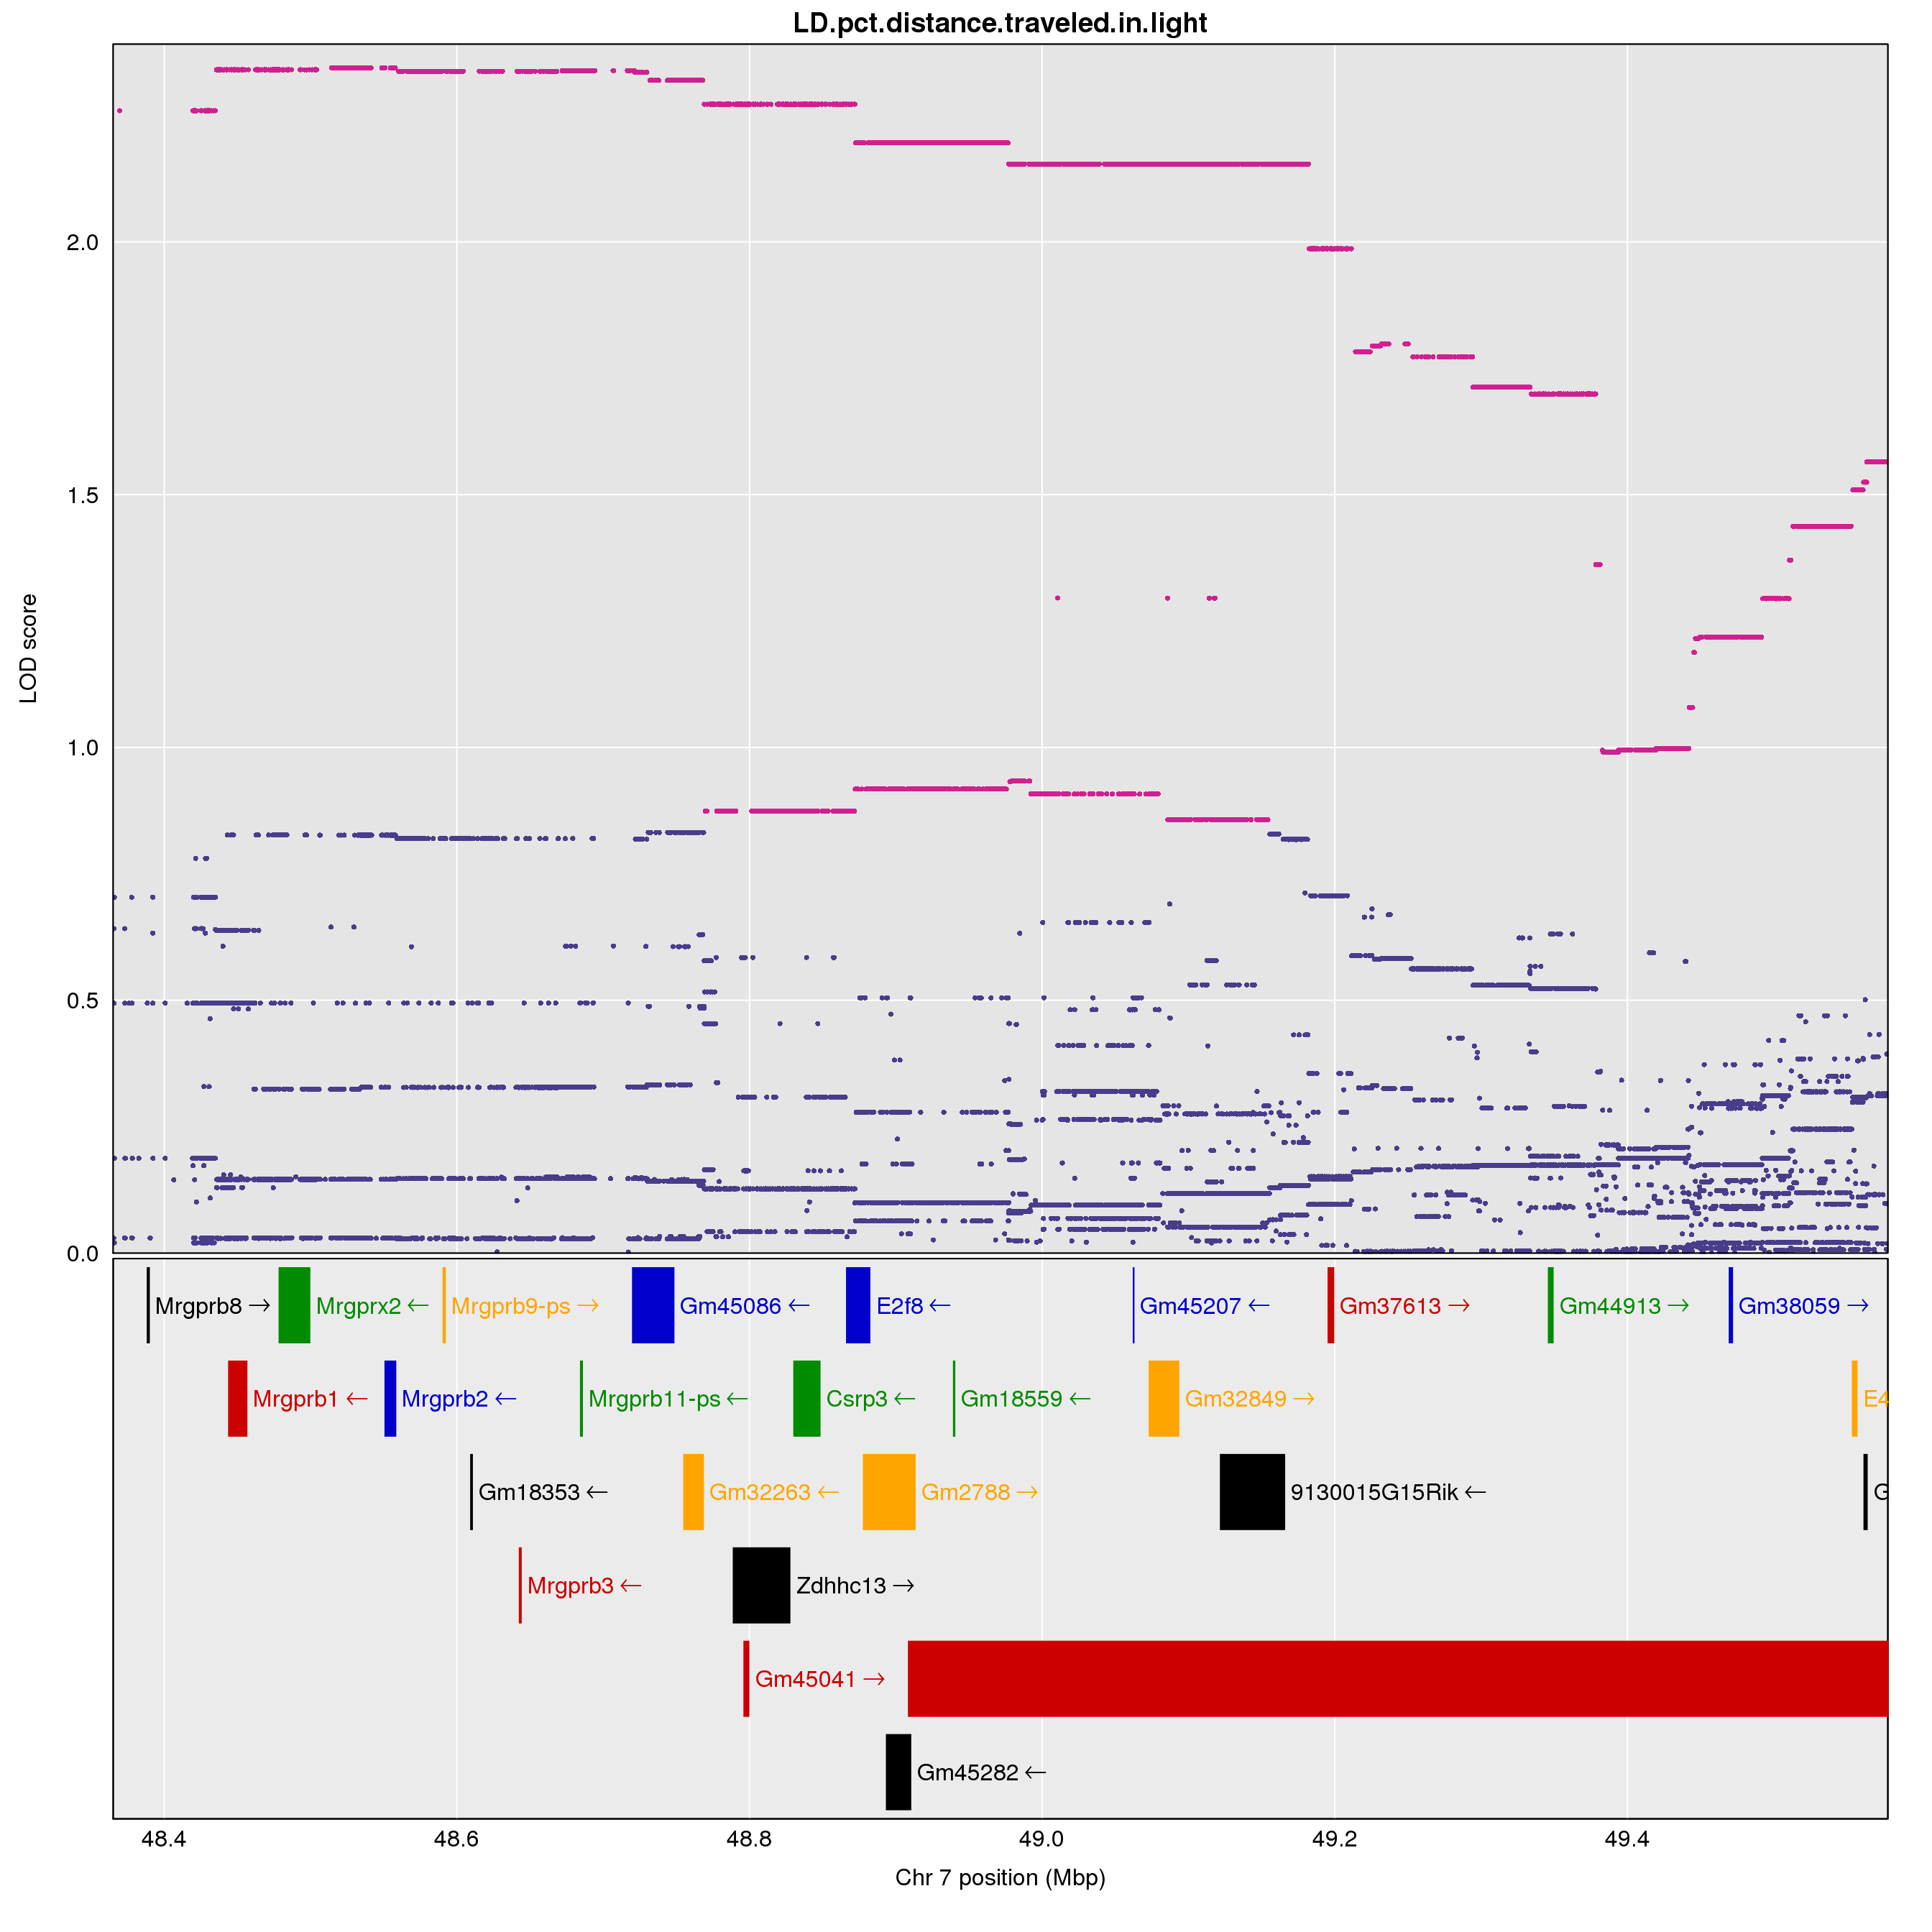 LD.pct.distance.traveled.in.light
LOD score
2.0
1.5
1.0
0.5
0.0
Mrgprb8 → Mrgprx2 ← Mrgprb9-ps → Gm45086 ← E2f8 ← Gm45207 ← Gm37613 → Gm44913 → Gm38059 →
Mrgprb1 ← Mrgprb2 ← Mrgprb11-ps ← Csrp3 ← Gm18559 ← Gm32849 → E4
Gm18353 ← Gm32263 ← Gm2788 → 9130015G15Rik ← G
Mrgprb3 ← Zdhhc13 →
Gm45041 →
Gm45282 ←
48.4 48.6 48.8 49.0 49.2 49.4
Chr 7 position (Mbp)